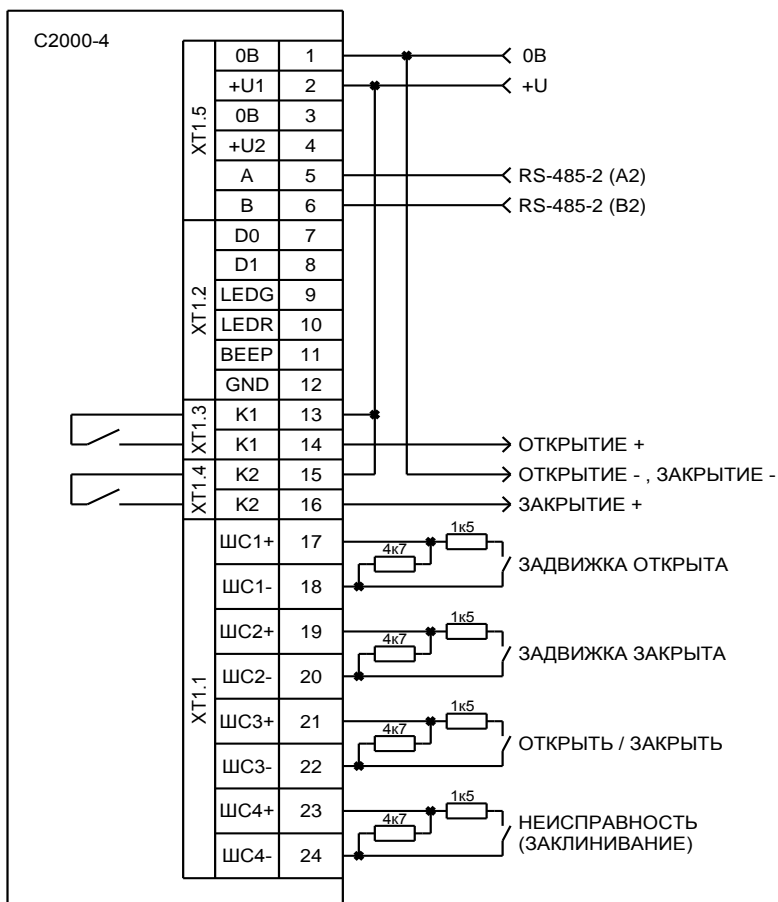 С2000-4
XT1.5
0В 1 0В
+U1 2 +U
0В 3
+U2 4
A 5 RS-485-2 (A2)
B 6 RS-485-2 (B2)
XT1.2
D0 7
D1 8
LEDG 9
LEDR 10
BEEP 11
GND 12
XT1.3
К1 13
К1 14 ОТКРЫТИЕ +
XT1.4
К2 15 ОТКРЫТИЕ - , ЗАКРЫТИЕ -
К2 16 ЗАКРЫТИЕ +
XT1.1
ШС1+ 17 4к7 1к5
ЗАДВИЖКА ОТКРЫТА
ШС1- 18
ШС2+ 19 4к7 1к5
ЗАДВИЖКА ЗАКРЫТА
ШС2- 20
ШС3+ 21 4к7 1к5
ОТКРЫТЬ / ЗАКРЫТЬ
ШС3- 22
ШС4+ 23 4к7 1к5
НЕИСПРАВНОСТЬ
(ЗАКЛИНИВАНИЕ)
ШС4- 24